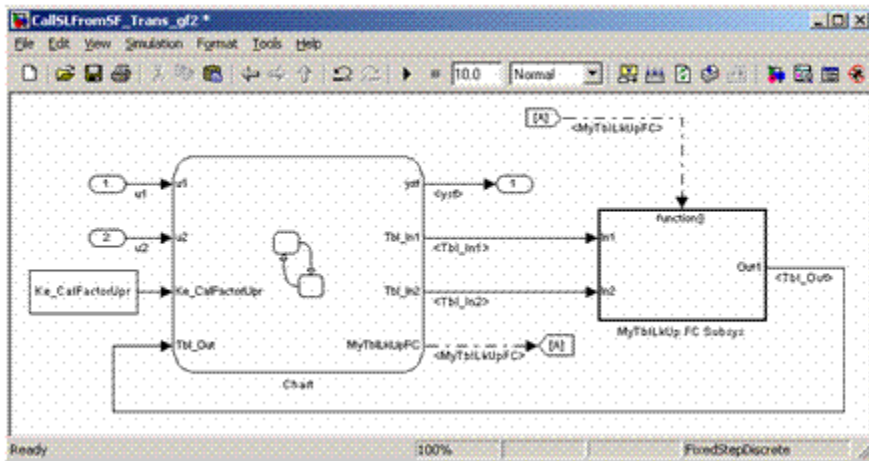 CallSLFromSF_Trans_gf2 *
File Edit View Simulation Format Tools Help
10.0 Normal
[A]
<MyTblLkUpFC>
1 u1 ys1 1
u1 <ys1>
function()
2 u2 Tbl_In1 In1
u2 <Tbl_In1>
Out1
<Tbl_Out>
Ke_CalFactorUpr Ke_CalFactorUpr Tbl_In2 In2
<Tbl_In2>
MyTblLkUp FC Subsys
Tbl_Out MyTblLkUpFC [A]
<MyTblLkUpFC>
Chart
Ready 100% FixedStepDiscrete